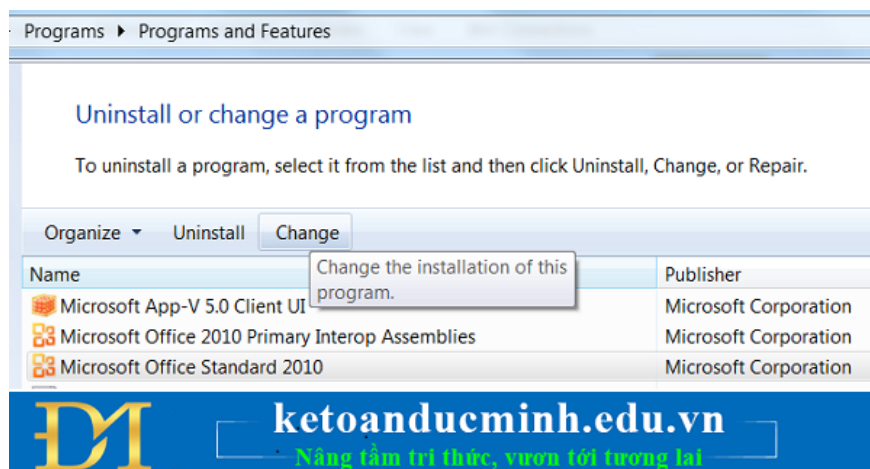 Programs ▸ Programs and Features
Uninstall or change a program
To uninstall a program, select it from the list and then click Uninstall, Change, or Repair.
Organize ▾ Uninstall Change
Change the installation of this
program.
Name Publisher
Microsoft App-V 5.0 Client UI Microsoft Corporation
Microsoft Office 2010 Primary Interop Assemblies Microsoft Corporation
Microsoft Office Standard 2010 Microsoft Corporation
ĐM ketoanducminh.edu.vn
Nâng tầm tri thức, vươn tới tương lai